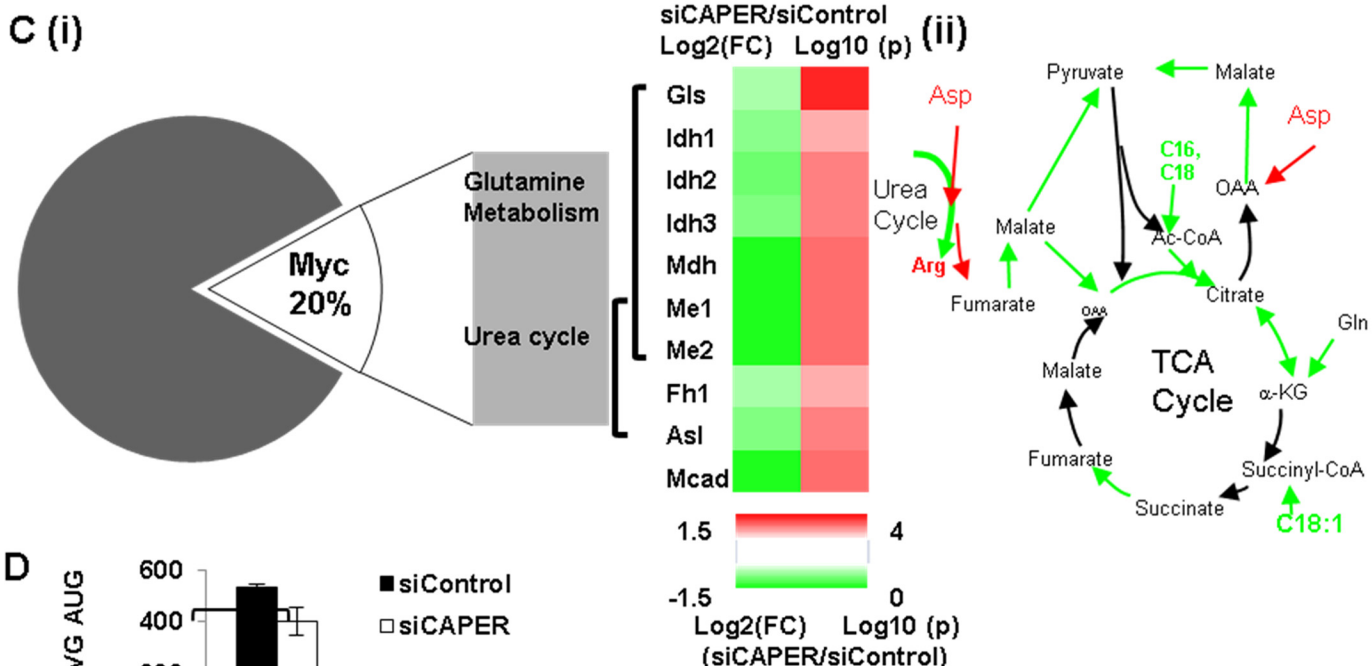 C (i)
siCAPER/siControl
Log2(FC) Log10 (p)
Gls
Idh1
Idh2
Idh3
Mdh
Me1
Me2
Fh1
Asl
Mcad
Glutamine
Metabolism
Urea cycle
Myc
20%
1.5 4
-1.5 0
Log2(FC) Log10 (p)
(siCAPER/siControl)
(ii)
Asp
Urea
Cycle
Arg
Fumarate
Malate
Pyruvate
Malate
Asp
C16,
C18
OAA
Ac-CoA
Citrate
OAA
Gln
TCA
Cycle
Malate
α-KG
Fumarate
Succinyl-CoA
Succinate
C18:1
D
600
400
siControl
siCAPER